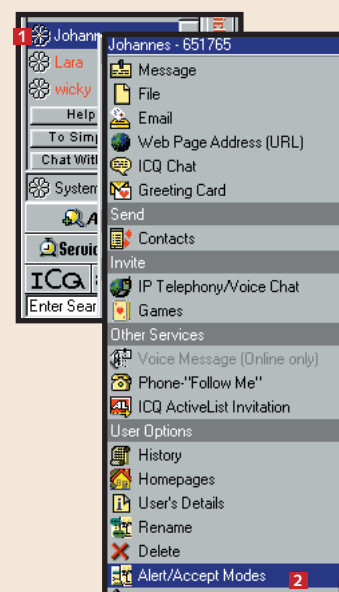 1
Johann
Lara
wicky
Help
To Simp
Chat With
System
A
Servic
ICQ
Enter Sear
Johannes - 651765
Message
File
Email
Web Page Address (URL)
ICQ Chat
Greeting Card
Send
Contacts
Invite
IP Telephony/Voice Chat
Games
Other Services
Voice Message (Online only)
Phone-"Follow Me"
ICQ ActiveList Invitation
User Options
History
Homepages
User's Details
Rename
Delete
Alert/Accept Modes 2